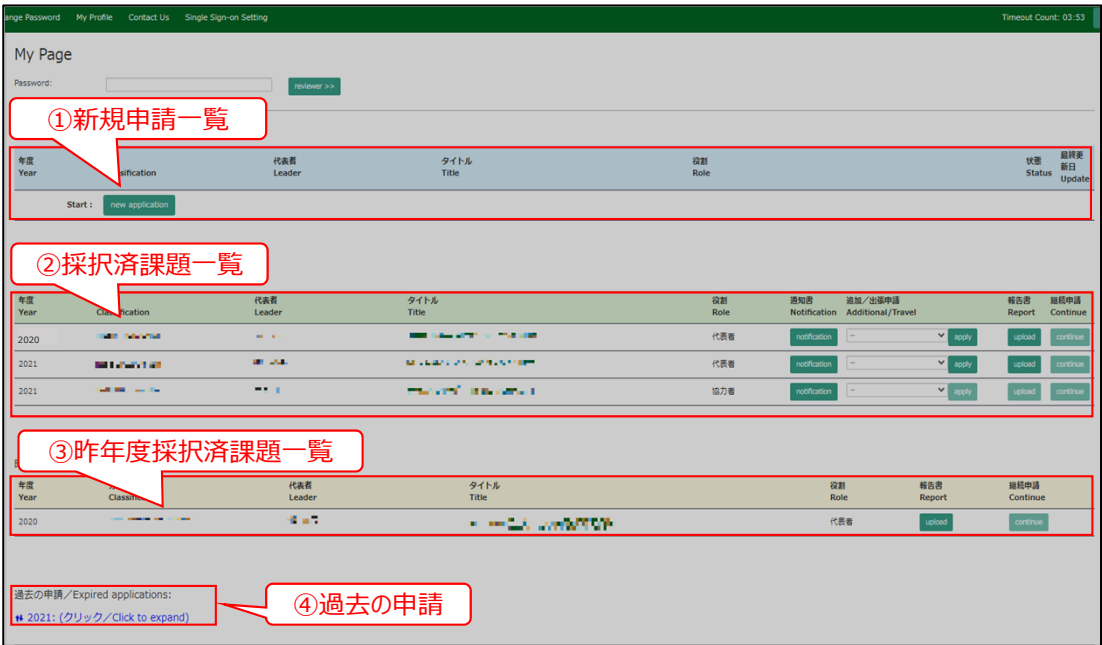 ange Password My Profile Contact Us Single Sign-on Setting Timeout Count: 03:53
My Page
Password: reviewer >>
①新規申請一覧
年度 代表者 タイトル 役割 状態 最終更新日
Year sification Leader Title Role Status Update
Start : new application
②採択済課題一覧
年度 代表者 タイトル 役割 通知書 追加/出張申請 報告書 継続申請
Year Cla ification Leader Title Role Notification Additional/Travel Report Continue
2020 代表者 notification - apply upload continue
2021 代表者 notification - apply upload continue
2021 協力者 notification - apply upload continue
③昨年度採択済課題一覧
年度 代表者 タイトル 役割 報告書 継続申請
Year Classific Leader Title Role Report Continue
2020 代表者 upload continue
過去の申請/Expired applications:
④過去の申請
2021: (クリック/Click to expand)